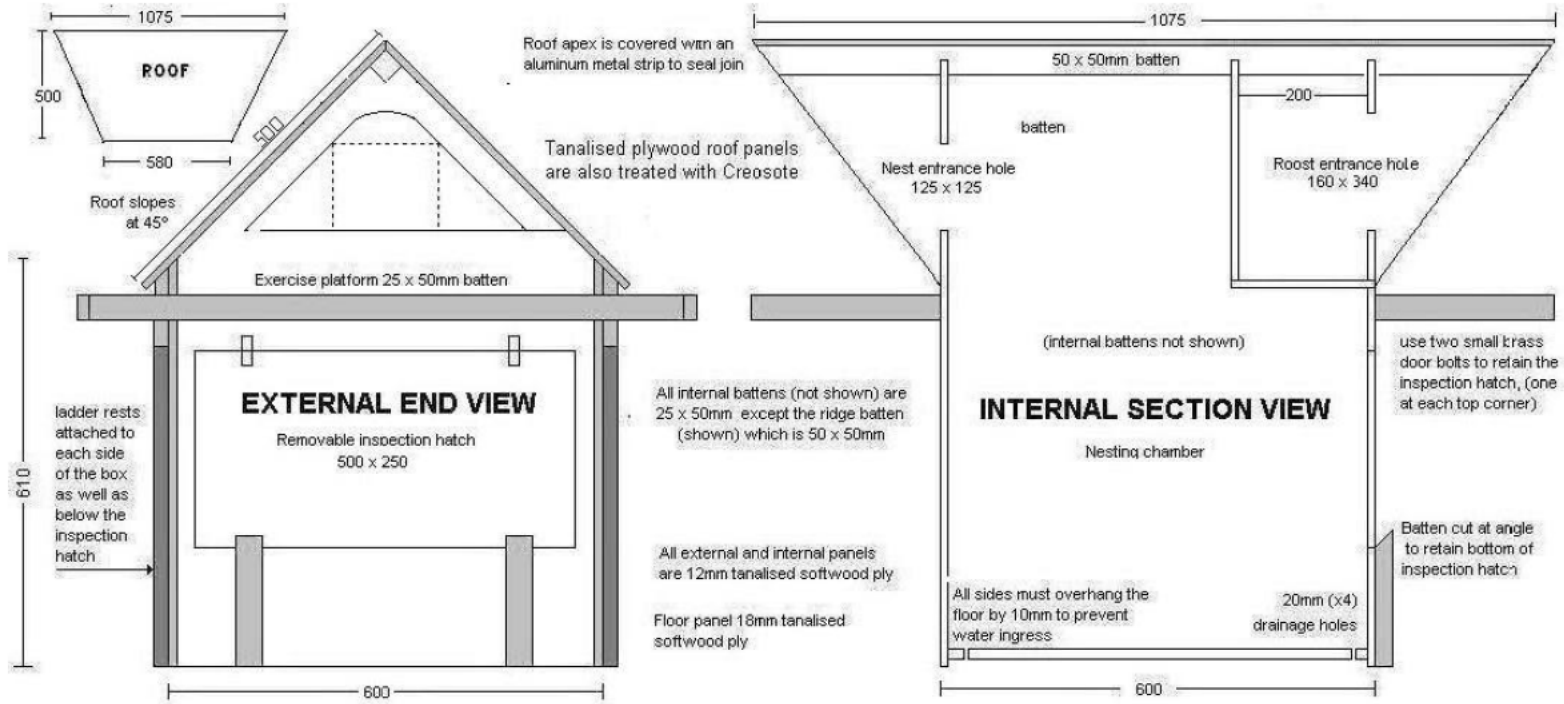 1075
ROOF
500
580
500
Roof slopes
at 45°
Roof apex is covered with an
aluminum metal strip to seal join
Tanalised plywood roof panels
are also treated with Creosote
Exercise platform 25 x 50mm batten
EXTERNAL END VIEW
Removable inspection hatch
500 x 250
ladder rests
attached to
each side
of the box
as well as
below the
inspection
hatch
610
600
All internal battens (not shown) are
25 x 50mm except the ridge batten
(shown) which is 50 x 50mm
All external and internal panels
are 12mm tanalised softwood ply
Floor panel 18mm tanalised
softwood ply
1075
50 x 50mm batten
200
batten
Nest entrance hole
125 x 125
Roost entrance hole
160 x 340
(internal battens not shown)
INTERNAL SECTION VIEW
Nesting chamber
use two small brass
door bolts to retain the
inspection hatch, (one
at each top corner)
Batten cut at angle
to retain bottom of
inspection hatch
All sides must overhang the
floor by 10mm to prevent
water ingress
20mm (x4)
drainage holes
600